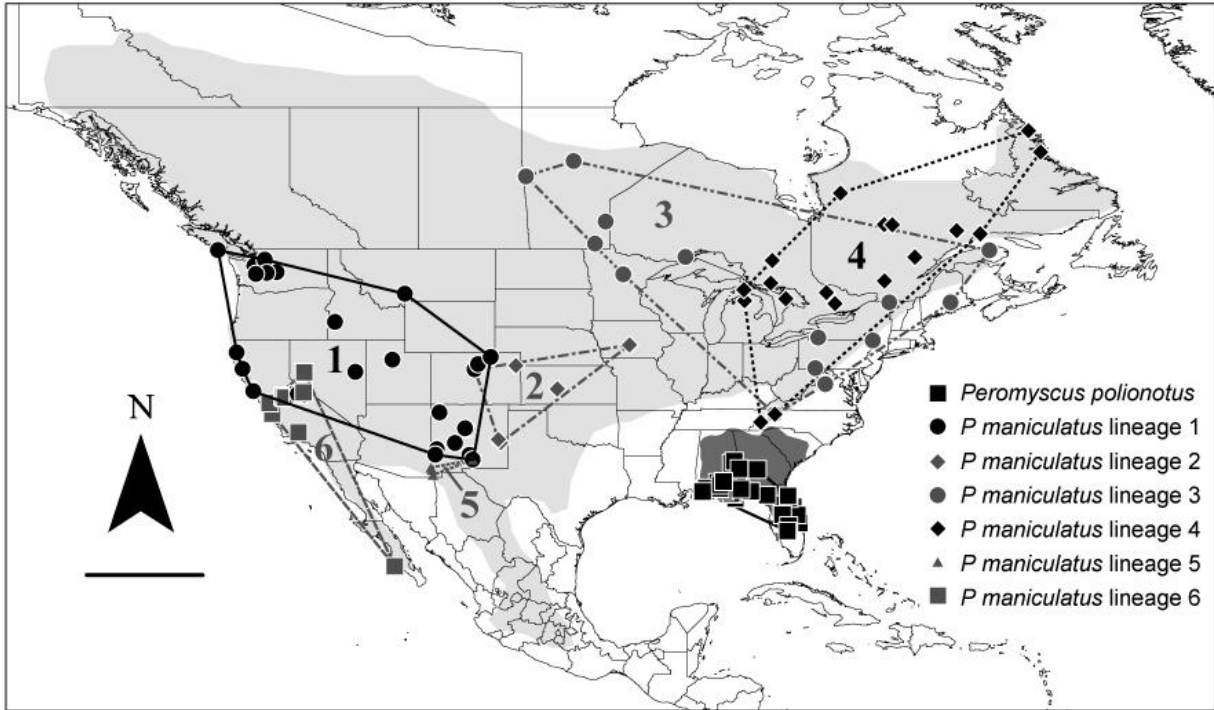 3
4
1
2
N
6
5
Peromyscus polionotus
P maniculatus lineage 1
P maniculatus lineage 2
P maniculatus lineage 3
P maniculatus lineage 4
P maniculatus lineage 5
P maniculatus lineage 6